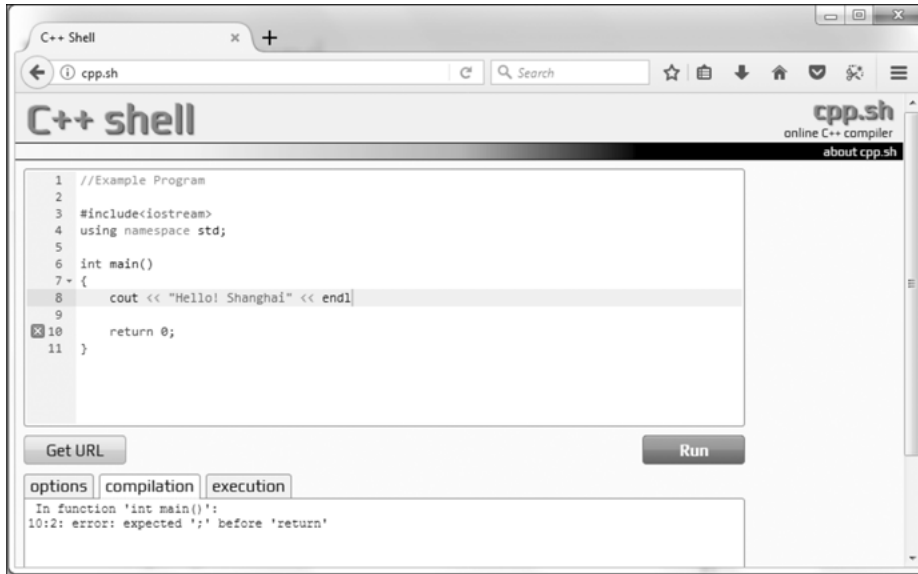 C++ Shell
cpp.sh
Search
C++ shell
cpp.sh
online C++ compiler
about cpp.sh
1 //Example Program
2
3 #include<iostream>
4 using namespace std;
5
6 int main()
7 {
8 cout << "Hello! Shanghai" << endl
9
10 return 0;
11 }
Get URL
Run
options compilation execution
In function 'int main()':
10:2: error: expected ';' before 'return'